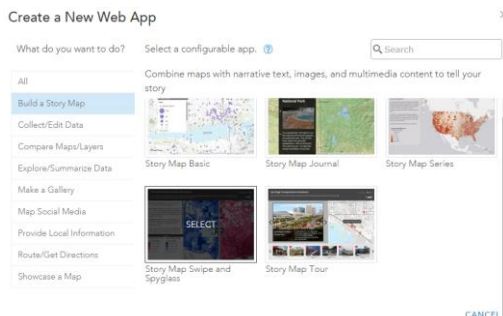 Create a New Web App
What do you want to do?
Select a configurable app.
Search
All
Build a Story Map
Collect/Edit Data
Compare Maps/Layers
Explore/Summarize Data
Make a Gallery
Map Social Media
Provide Local Information
Route/Get Directions
Showcase a Map
Combine maps with narrative text, images, and multimedia content to tell your
story
National Park
Story Map Basic
Story Map Journal
Story Map Series
SELECT
Story Map Swipe and
Spyglass
Story Map Tour
CANCEL